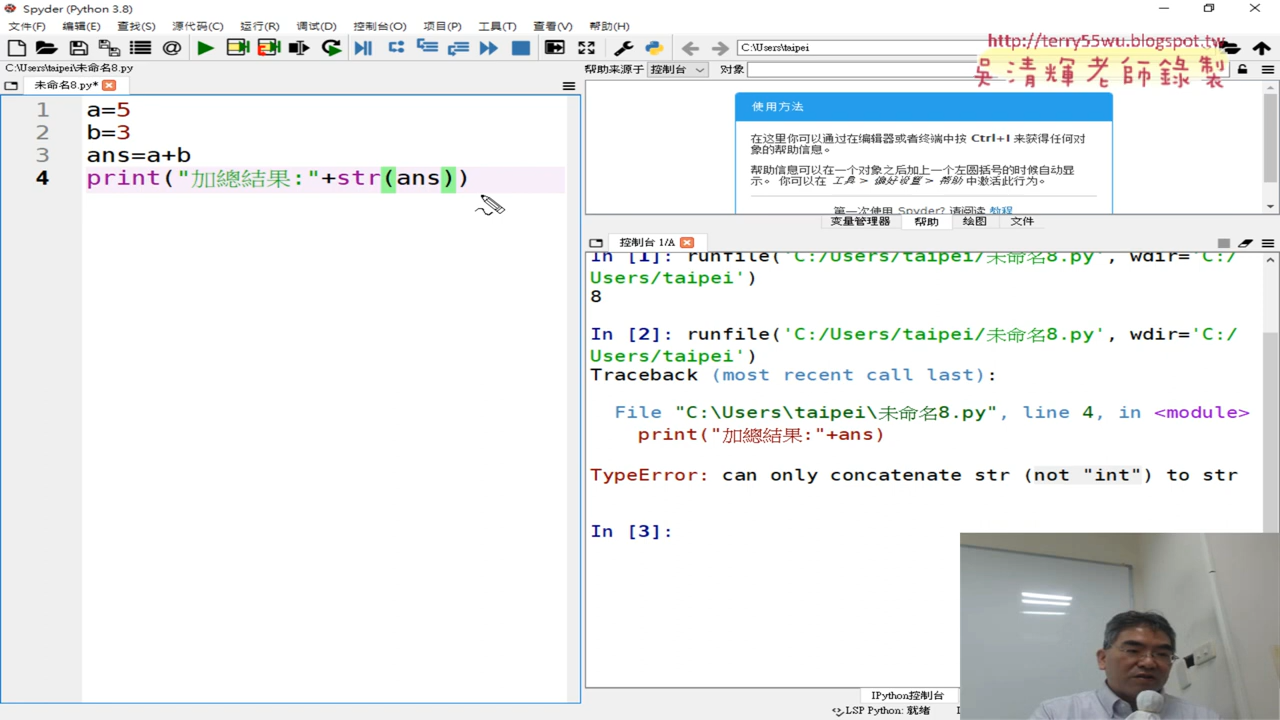 Spyder (Python 3.8)
文件(F) 编辑(E) 查找(S) 源代码(C) 运行(R) 调试(D) 控制台(O) 项目(P) 工具(T) 查看(V) 帮助(H)
C:\Users\taipei
http://terry55wu.blogspot.tw
吳清輝老師錄製
C:\Users\taipei\未命名8.py
帮助来源于 控制台 对象
未命名8.py*
使用方法
1 a=5
2 b=3
3 ans=a+b
4 print("加總結果:"+str(ans))
在这里你可以通过在编辑器或者终端中按 Ctrl+I 来获得任何对
象的帮助信息。
帮助信息可以在一个对象之后加上一个左圆括号的时候自动显
示。 你可以在 工具 > 偏好设置 > 帮助 中激活此行为。
第一次使用 Spyder? 请阅读 教程
变量管理器 帮助 绘图 文件
控制台 1/A
In [1]: runfile('C:/Users/taipei/未命名8.py', wdir='C:/
Users/taipei')
8
In [2]: runfile('C:/Users/taipei/未命名8.py', wdir='C:/
Users/taipei')
Traceback (most recent call last):
File "C:\Users\taipei\未命名8.py", line 4, in <module>
print("加總結果:"+ans)
TypeError: can only concatenate str (not "int") to str
In [3]:
IPython控制台
LSP Python: 就绪